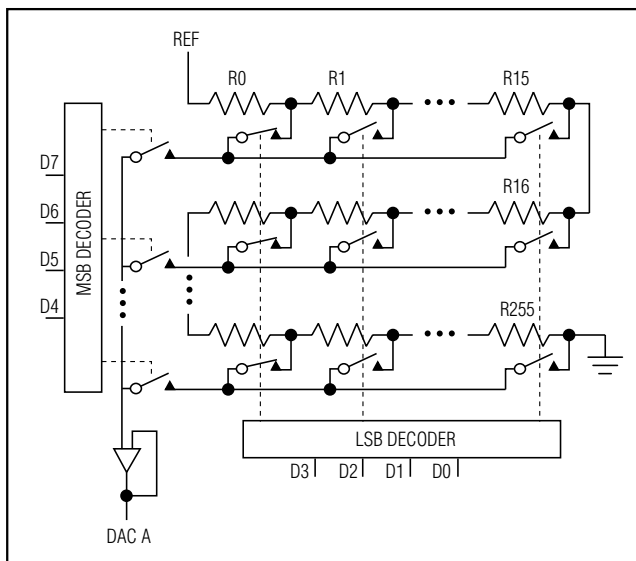 REF
R0
R1
R15
D7
D6
D5
D4
MSB DECODER
R16
R255
LSB DECODER
D3
D2
D1
D0
DAC A